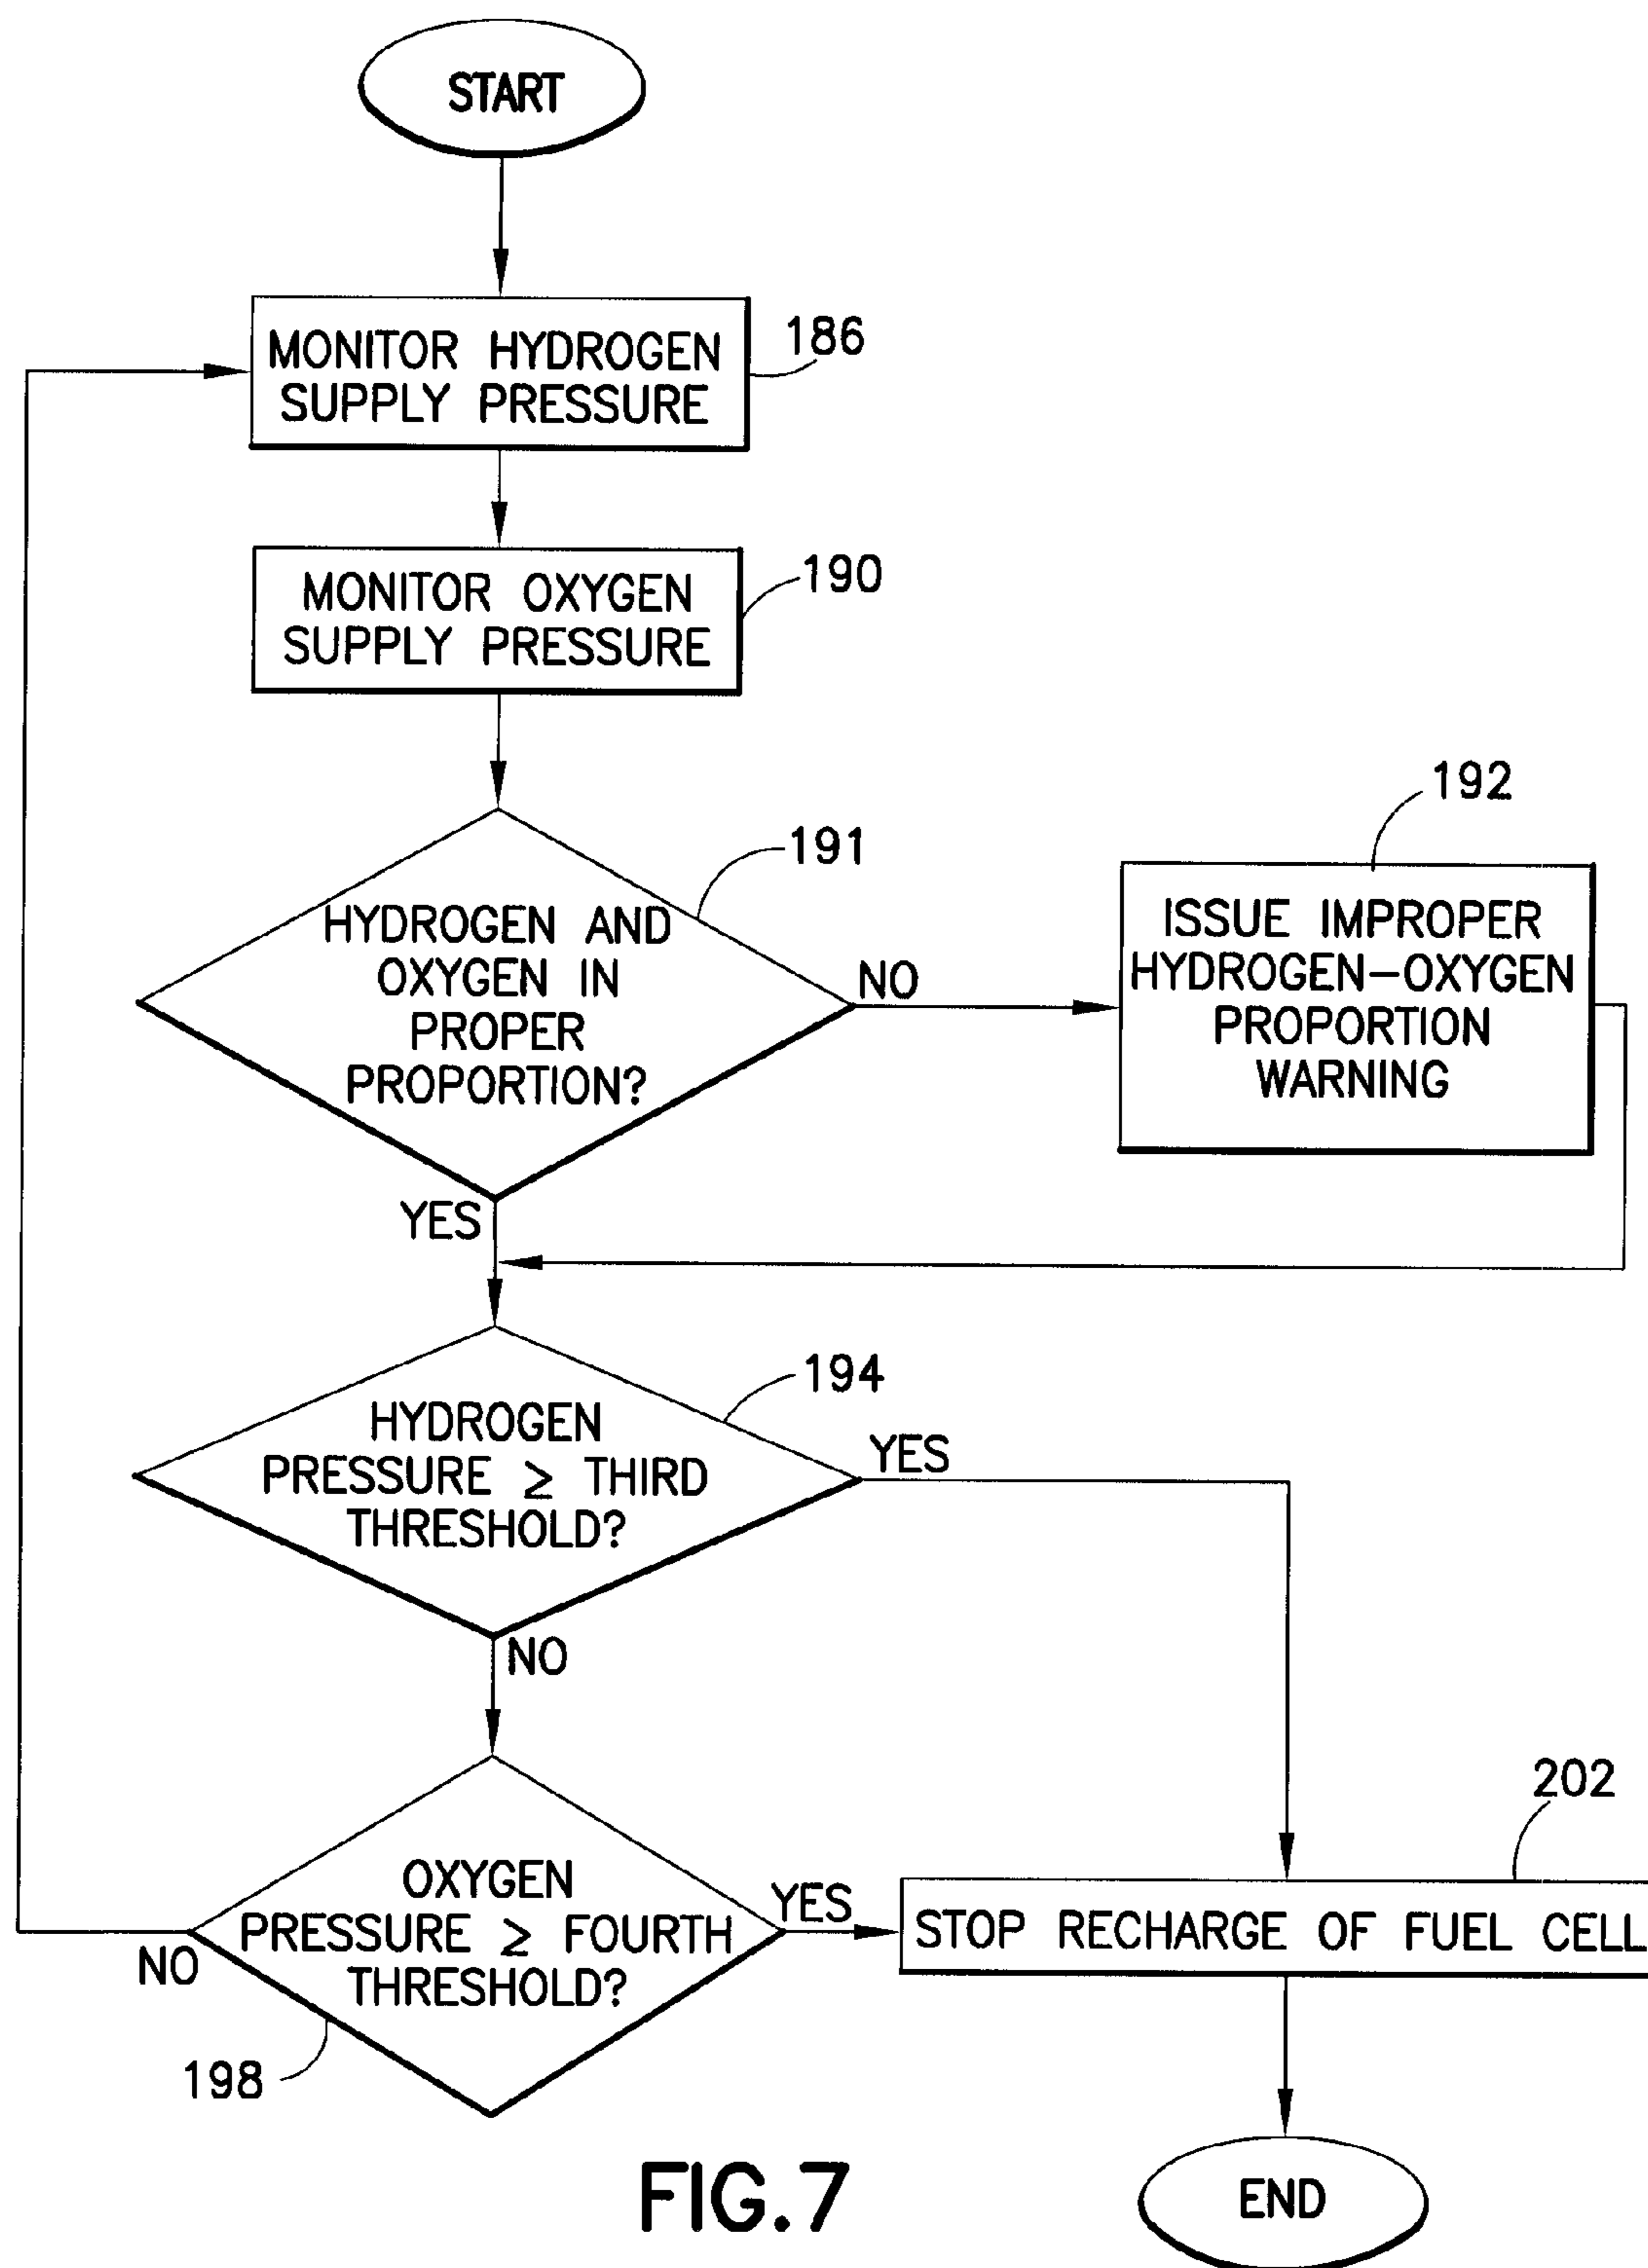 START
MONITOR HYDROGEN
SUPPLY PRESSURE
186
MONITOR OXYGEN
SUPPLY PRESSURE
190
HYDROGEN AND
OXYGEN IN
PROPER
PROPORTION?
191
NO
192
ISSUE IMPROPER
HYDROGEN–OXYGEN
PROPORTION
WARNING
YES
HYDROGEN
PRESSURE ≥ THIRD
THRESHOLD?
194
YES
NO
OXYGEN
PRESSURE ≥ FOURTH
THRESHOLD?
198
NO
YES
202
STOP RECHARGE OF FUEL CELL
END
FIG.7